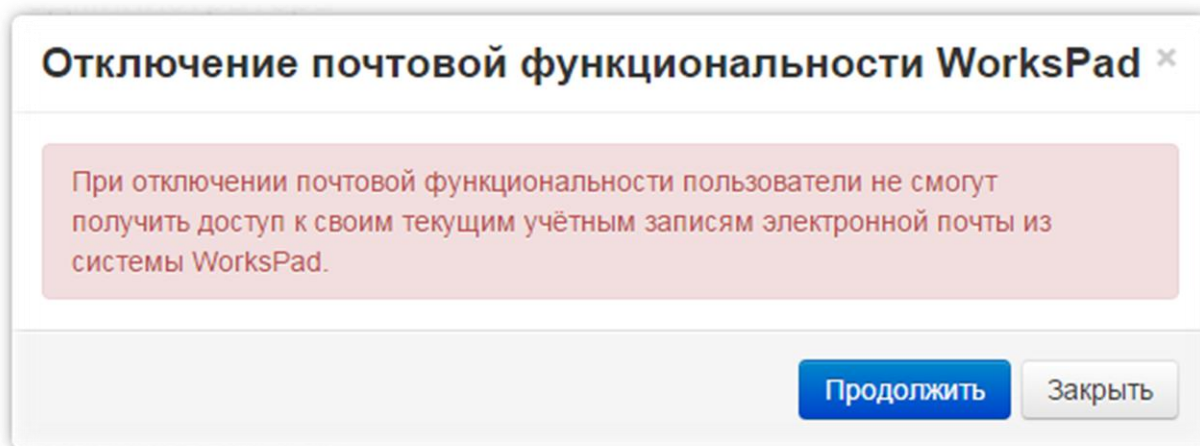 Отключение почтовой функциональности WorksPad ×
При отключении почтовой функциональности пользователи не смогут
получить доступ к своим текущим учётным записям электронной почты из
системы WorksPad.
Продолжить Закрыть